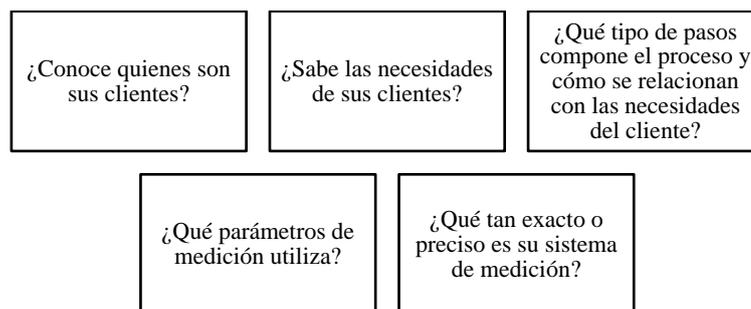 ¿Conoce quienes son
sus clientes?
¿Sabe las necesidades
de sus clientes?
¿Qué tipo de pasos
compone el proceso y
cómo se relacionan
con las necesidades
del cliente?
¿Qué parámetros de
medición utiliza?
¿Qué tan exacto o
preciso es su sistema
de medición?